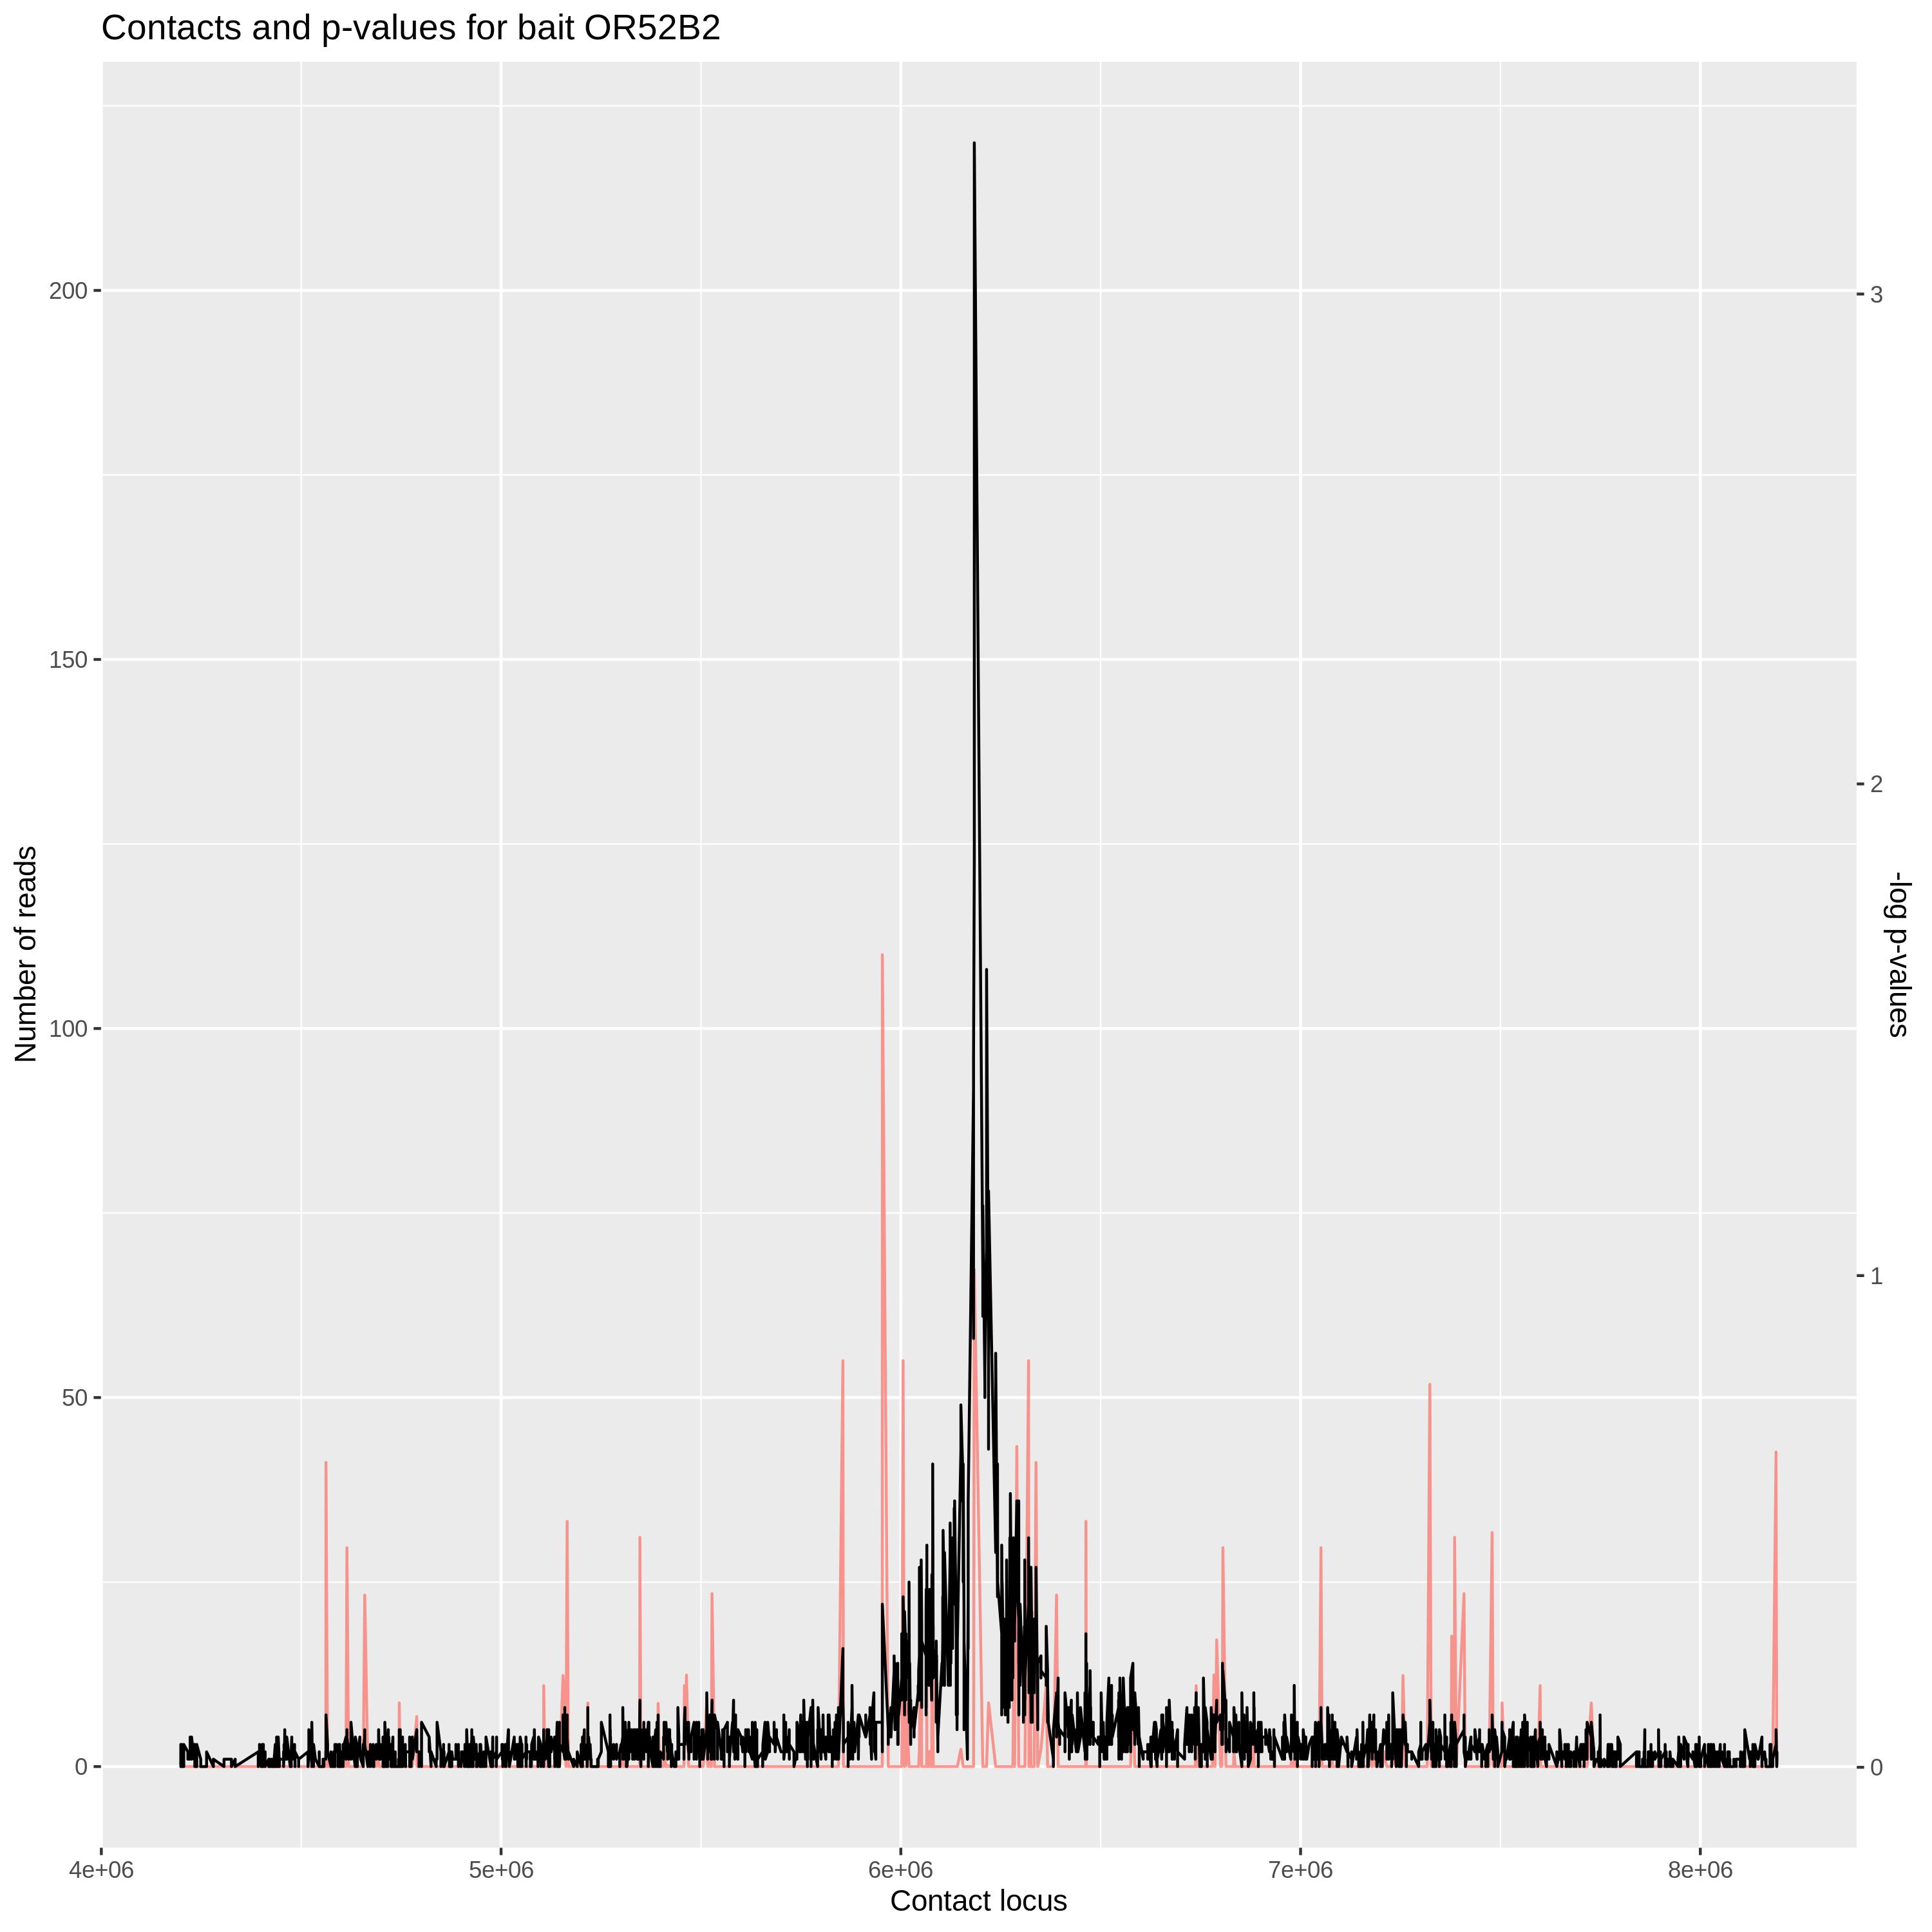 Contacts and p-values for bait OR52B2
200
150
100
50
0
Number of reads
3
2
1
0
-log p-values
4e+06
5e+06
6e+06
7e+06
8e+06
Contact locus